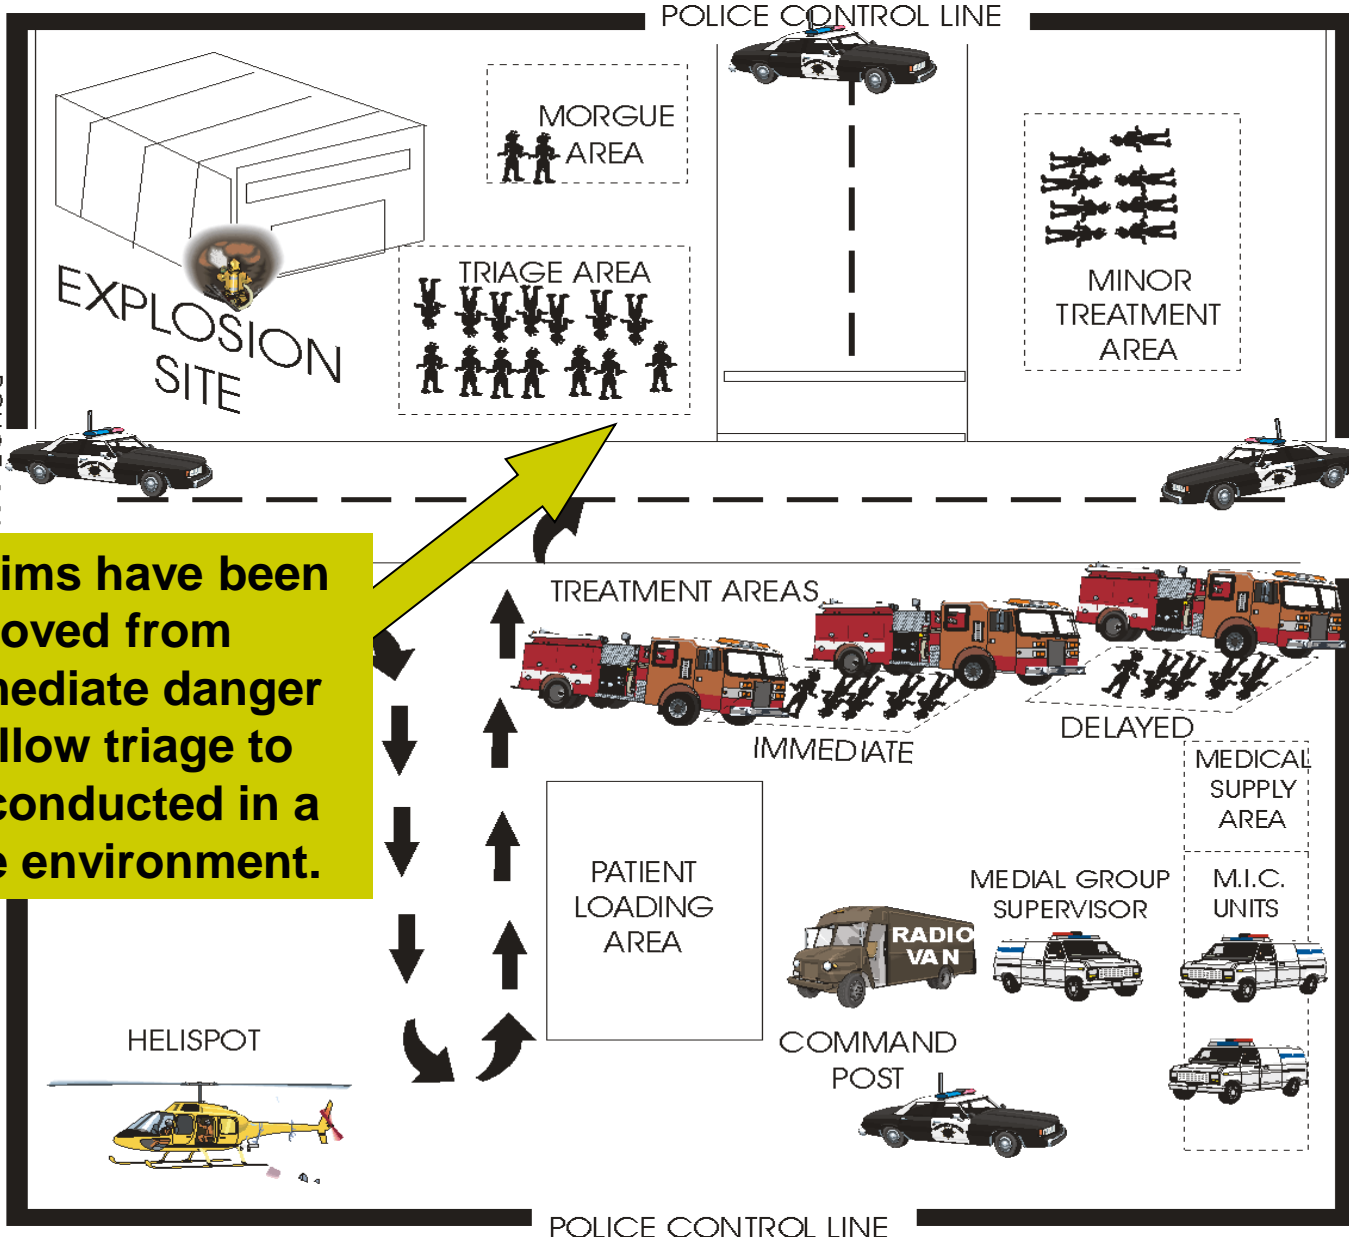 POLICE CONTROL LINE
MORGUE
AREA
TRIAGE AREA
EXPLOSION
SITE
MINOR
TREATMENT
AREA
ims have been
oved from
mediate danger
llow triage to
conducted in a
e environment.
TREATMENT AREAS
IMMEDIATE
DELAYED
MEDICAL
SUPPLY
AREA
PATIENT
LOADING
AREA
MEDIAL GROUP
SUPERVISOR
M.I.C.
UNITS
RADIO
VAN
HELISPOT
COMMAND
POST
POLICE CONTROL LINE